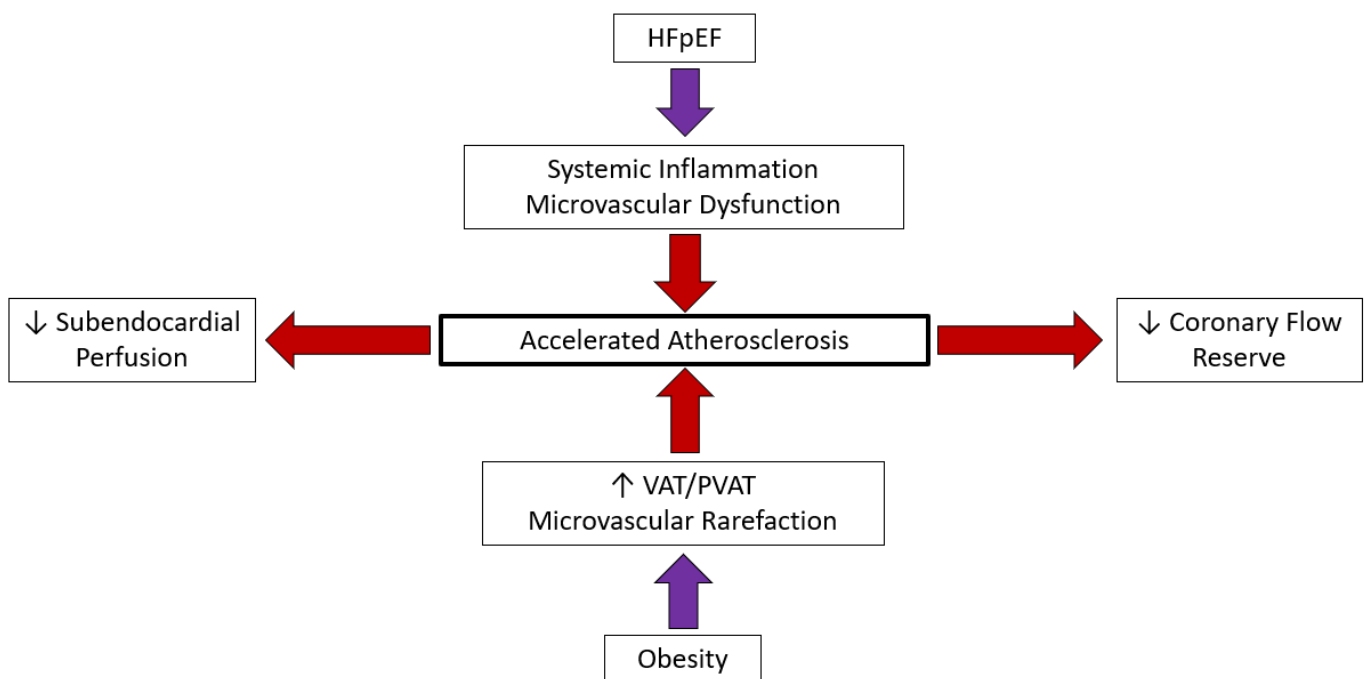 HFpEF
Systemic Inflammation
Microvascular Dysfunction
↓ Subendocardial
Perfusion
Accelerated Atherosclerosis
↓ Coronary Flow
Reserve
↑ VAT/PVAT
Microvascular Rarefaction
Obesity